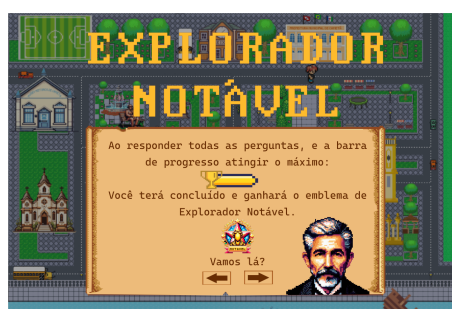 EXPLORADOR
NOTÁVEL
Ao responder todas as perguntas, e a barra
de progresso atingir o máximo:
Você terá concluído e ganhará o emblema de
Explorador Notável.
Vamos lá?